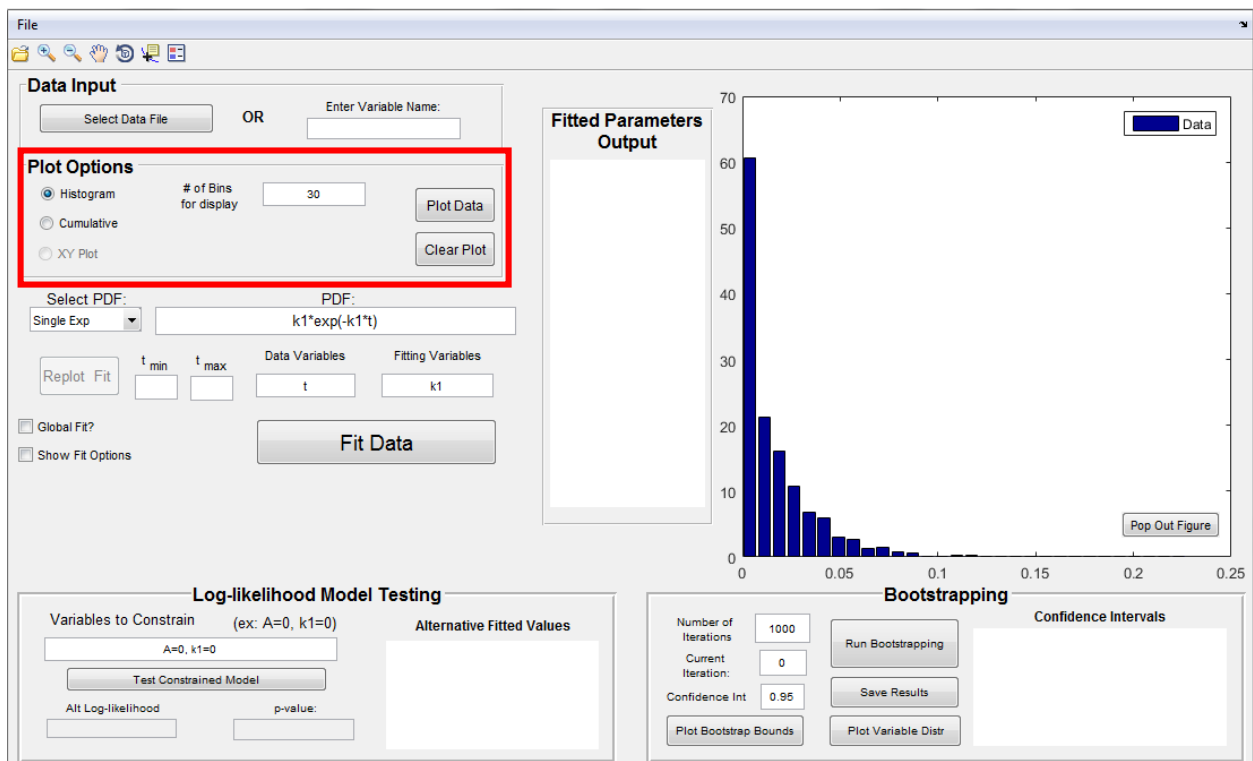 File
Data Input
Select Data File
OR
Enter Variable Name:
Plot Options
Histogram
# of Bins
for display
30
Plot Data
Cumulative
XY Plot
Clear Plot
Select PDF:
PDF:
Single Exp
k1*exp(-k1*t)
Replot Fit
t min
t max
Data Variables
Fitting Variables
t
k1
Global Fit?
Show Fit Options
Fit Data
Fitted Parameters
Output
70
60
50
40
30
20
10
0
Data
Pop Out Figure
0 0.05 0.1 0.15 0.2 0.25
Log-likelihood Model Testing
Variables to Constrain (ex: A=0, k1=0)
A=0, k1=0
Test Constrained Model
Alt Log-likelihood
p-value:
Alternative Fitted Values
Bootstrapping
Number of
Iterations
1000
Current
Iteration:
0
Confidence Int
0.95
Plot Bootstrap Bounds
Run Bootstrapping
Save Results
Plot Variable Distr
Confidence Intervals